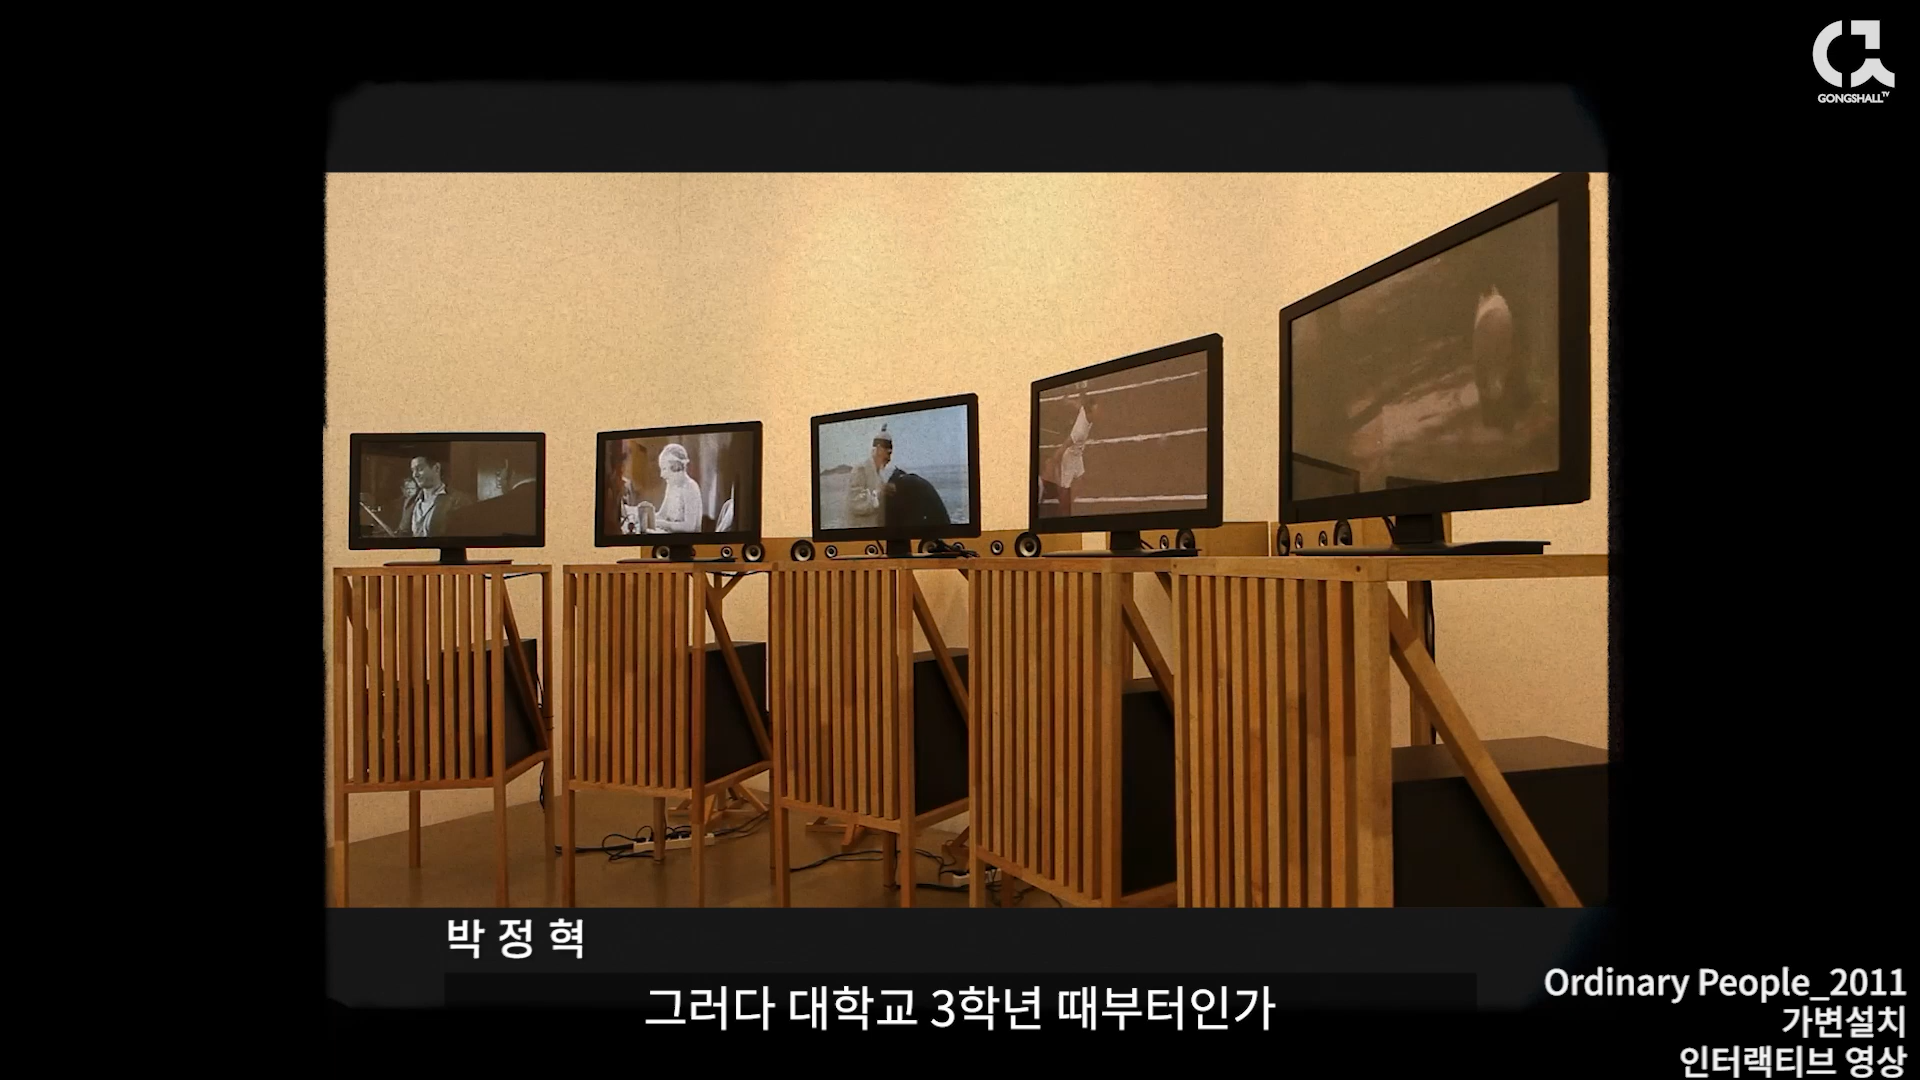 GONGSHALL TV
박정혁
그러다 대학교 3학년 때부터인가
Ordinary People_2011
가변설치
인터랙티브 영상